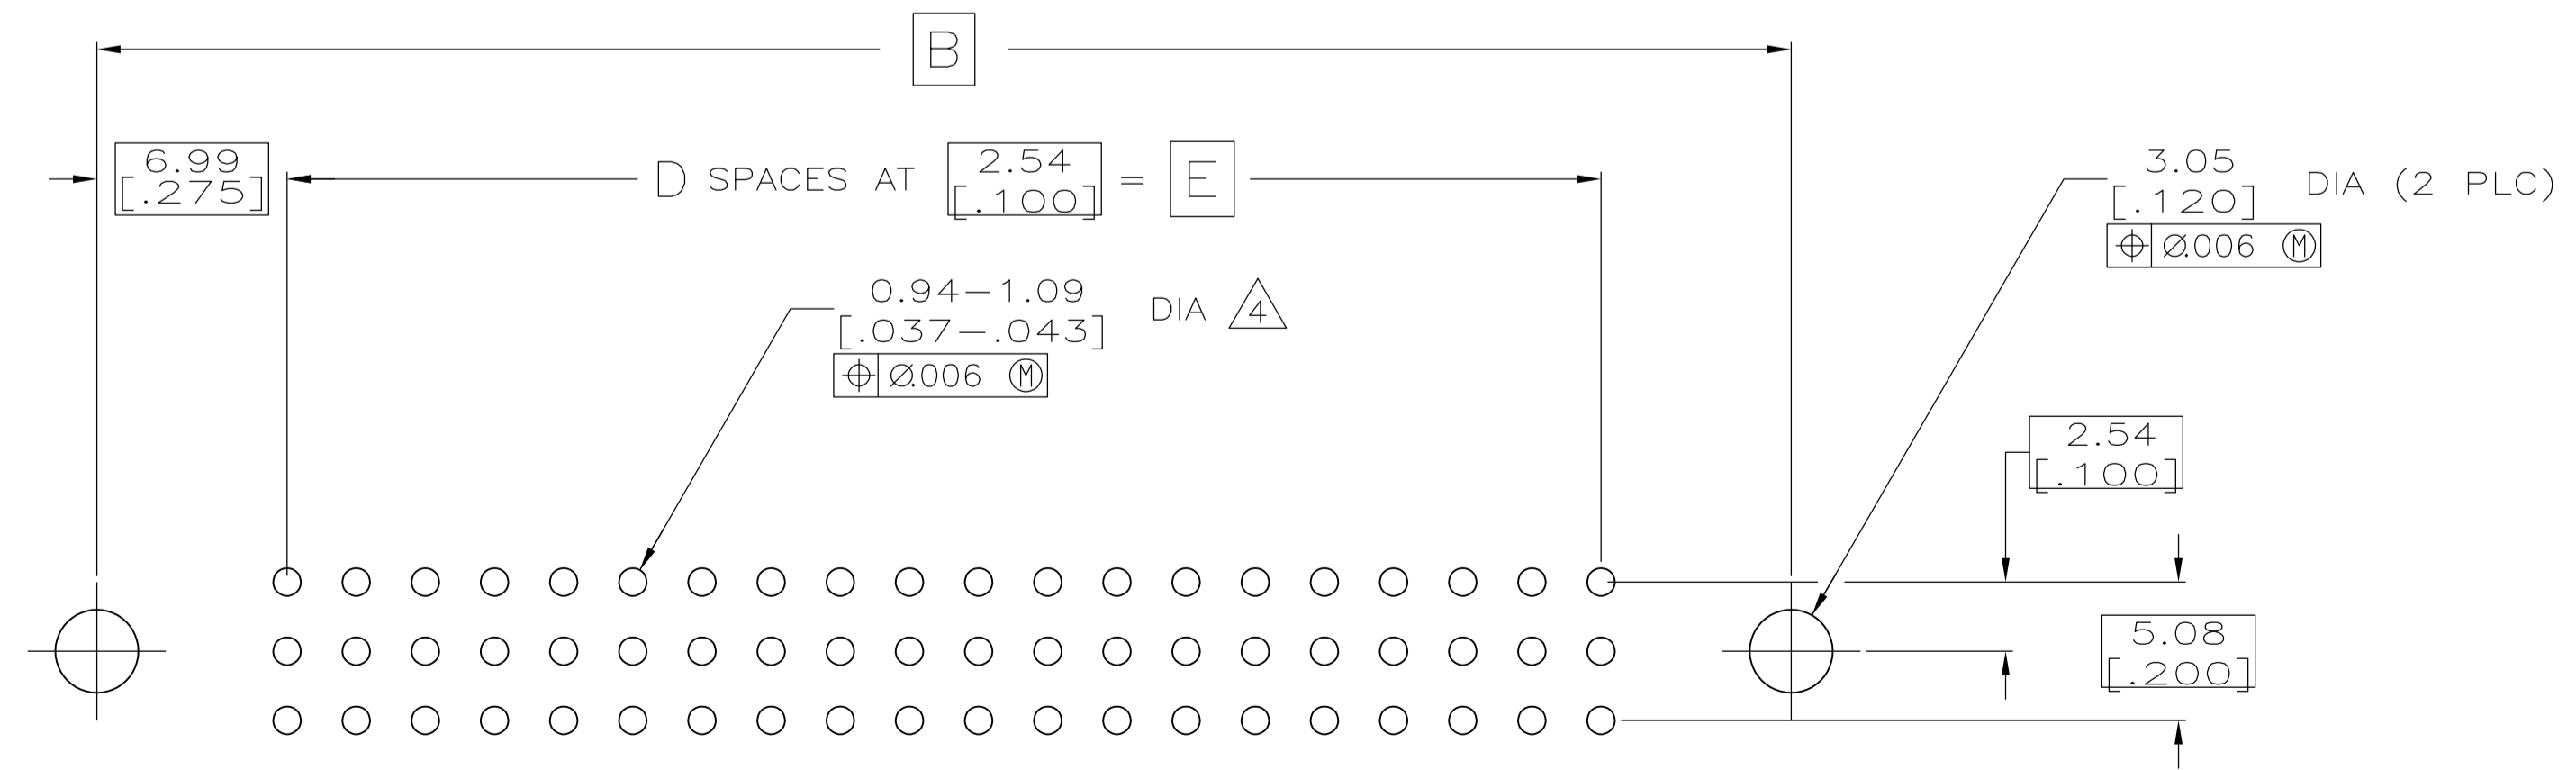 B
6.99
[.275]
D SPACES AT 2.54 [.100] = E
3.05
[.120] DIA (2 PLC)
⌖ Ø.006 Ⓜ
0.94–1.09
[.037–.043] DIA 4
⌖ Ø.006 Ⓜ
2.54
[.100]
5.08
[.200]